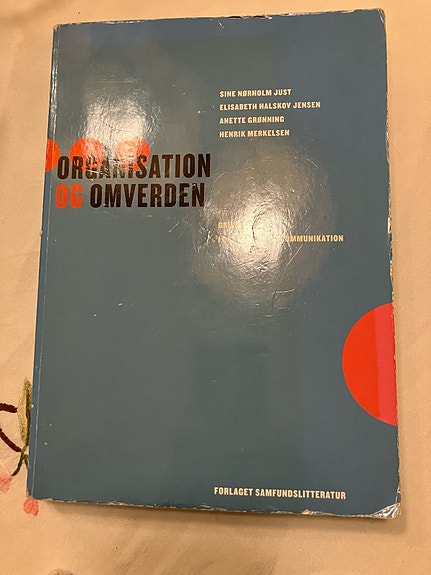 SINE NØRHOLM JUST
ELISABETH HALSKOV JENSEN
ANETTE GRØNNING
HENRIK MERKELSEN
ORGANISATION
OG OMVERDEN
FORLAGET SAMFUNDSLITTERATUR